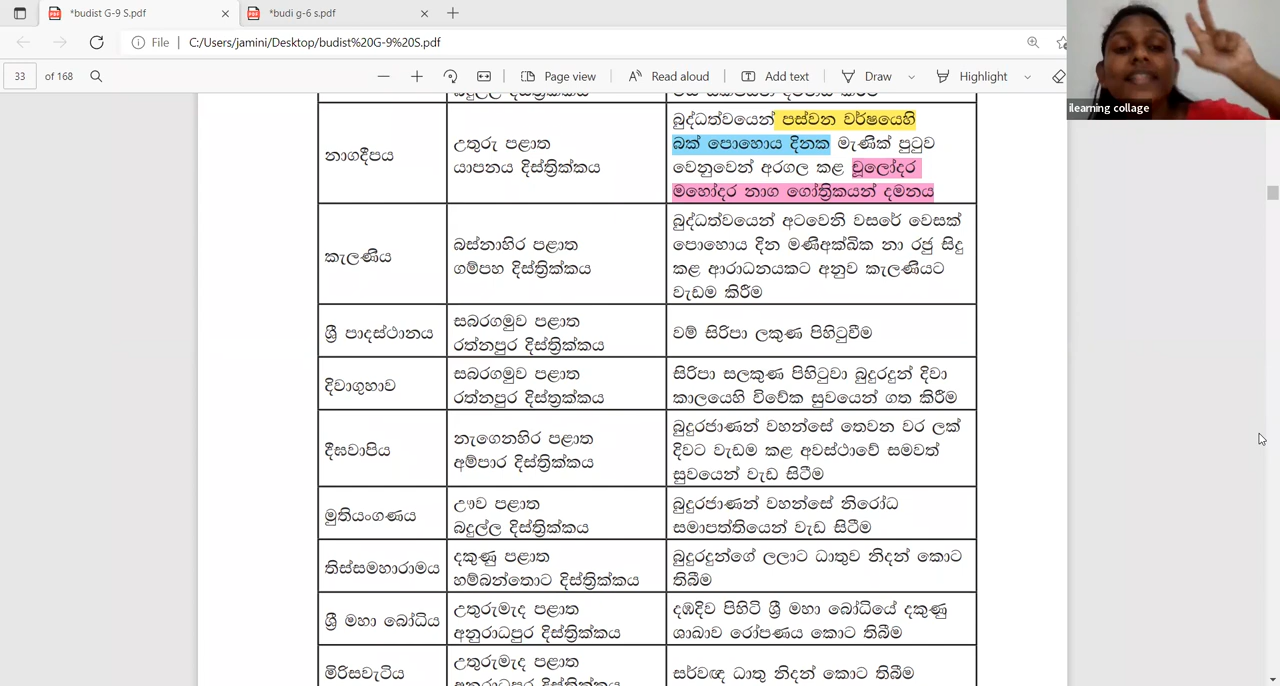 *budist G-9 S.pdf
*budi g-6 s.pdf
File
C:/Users/jamini/Desktop/budist%20G-9%20S.pdf
33 of 168
Page view
Read aloud
Add text
Draw
Highlight
ilearning collage
නාගදීපය
උතුරු පළාත
යාපනය දිස්ත්‍රික්කය
බුද්ධත්වයෙන් පස්වන වර්ෂයෙහි
බක් පොහොය දිනක මැණික් පුටුව
වෙනුවෙන් අරගල කළ චූලෝදර
මහෝදර නාග ගෝත්‍රිකයන් දමනය
කැලණිය
බස්නාහිර පළාත
ගම්පහ දිස්ත්‍රික්කය
බුද්ධත්වයෙන් අටවෙනි වසරේ වෙසක්
පොහොය දින මණිඅක්ඛික නා රජු සිදු
කළ ආරාධනයකට අනුව කැලණියට
වැඩම කිරීම
ශ්‍රී පාදස්ථානය
සබරගමුව පළාත
රත්නපුර දිස්ත්‍රික්කය
වම් සිරිපා ලකුණ පිහිටුවීම
දිවාගුහාව
සබරගමුව පළාත
රත්නපුර දිස්ත්‍රක්කය
සිරිපා සලකුණ පිහිටුවා බුදුරදුන් දිවා
කාලයෙහි විවේක සුවයෙන් ගත කිරීම
දීඝවාපිය
නැගෙනහිර පළාත
අම්පාර දිස්ත්‍රික්කය
බුදුරජාණන් වහන්සේ තෙවන වර ලක්
දිවට වැඩම කළ අවස්ථාවේ සමවත්
සුවයෙන් වැඩ සිටීම
මුතියංගණය
ඌව පළාත
බදුල්ල දිස්ත්‍රික්කය
බුදුරජාණන් වහන්සේ නිරෝධ
සමාපත්තියෙන් වැඩ සිටීම
තිස්සමහාරාමය
දකුණු පළාත
හම්බන්තොට දිස්ත්‍රික්කය
බුදුරදුන්ගේ ලලාට ධාතුව නිදන් කොට
තිබීම
ශ්‍රී මහා බෝධිය
උතුරුමැද පළාත
අනුරාධපුර දිස්ත්‍රික්කය
දඹදිව පිහිටි ශ්‍රී මහා බෝධියේ දකුණු
ශාඛාව රෝපණය කොට තිබීම
මිරිසවැටිය
උතුරුමැද පළාත
සර්වඥ ධාතු නිදන් කොට තිබීම